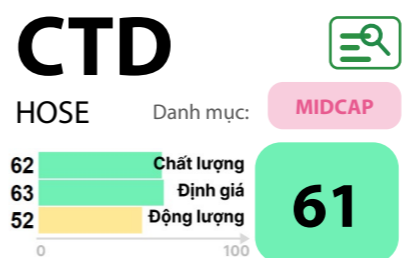 CTD
HOSE
Danh mục:
MIDCAP
62 Chất lượng
63 Định giá
52 Động lượng
0 100
61